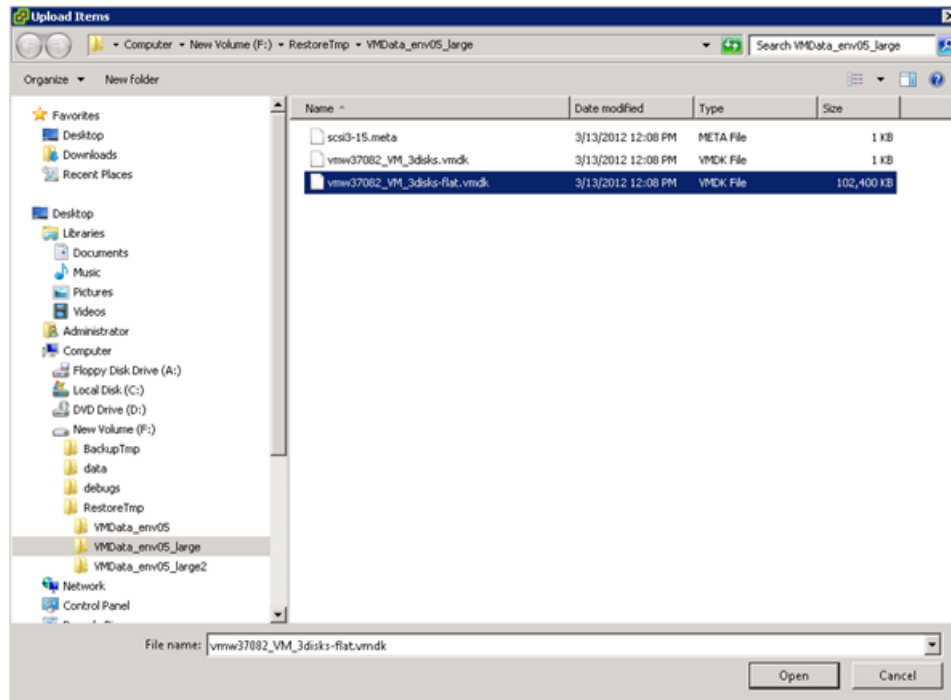 Upload Items
Computer New Volume (F:) RestoreTmp VMData_env05_large
Search VMData_env05_large
Organize New folder
Favorites
Desktop
Downloads
Recent Places
Desktop
Libraries
Documents
Music
Pictures
Videos
Administrator
Computer
Floppy Disk Drive (A:)
Local Disk (C:)
DVD Drive (D:)
New Volume (F:)
BackupTmp
data
debugs
RestoreTmp
VMData_env05
VMData_env05_large
VMData_env05_large2
Network
Control Panel
Name Date modified Type Size
scsi3-15.meta 3/13/2012 12:08 PM META File 1 KB
vmw37082_VM_3disks.vmdk 3/13/2012 12:08 PM VMDK File 1 KB
vmw37082_VM_3disks-flat.vmdk 3/13/2012 12:08 PM VMDK File 102,400 KB
File name: vmw37082_VM_3disks-flat.vmdk
Open Cancel